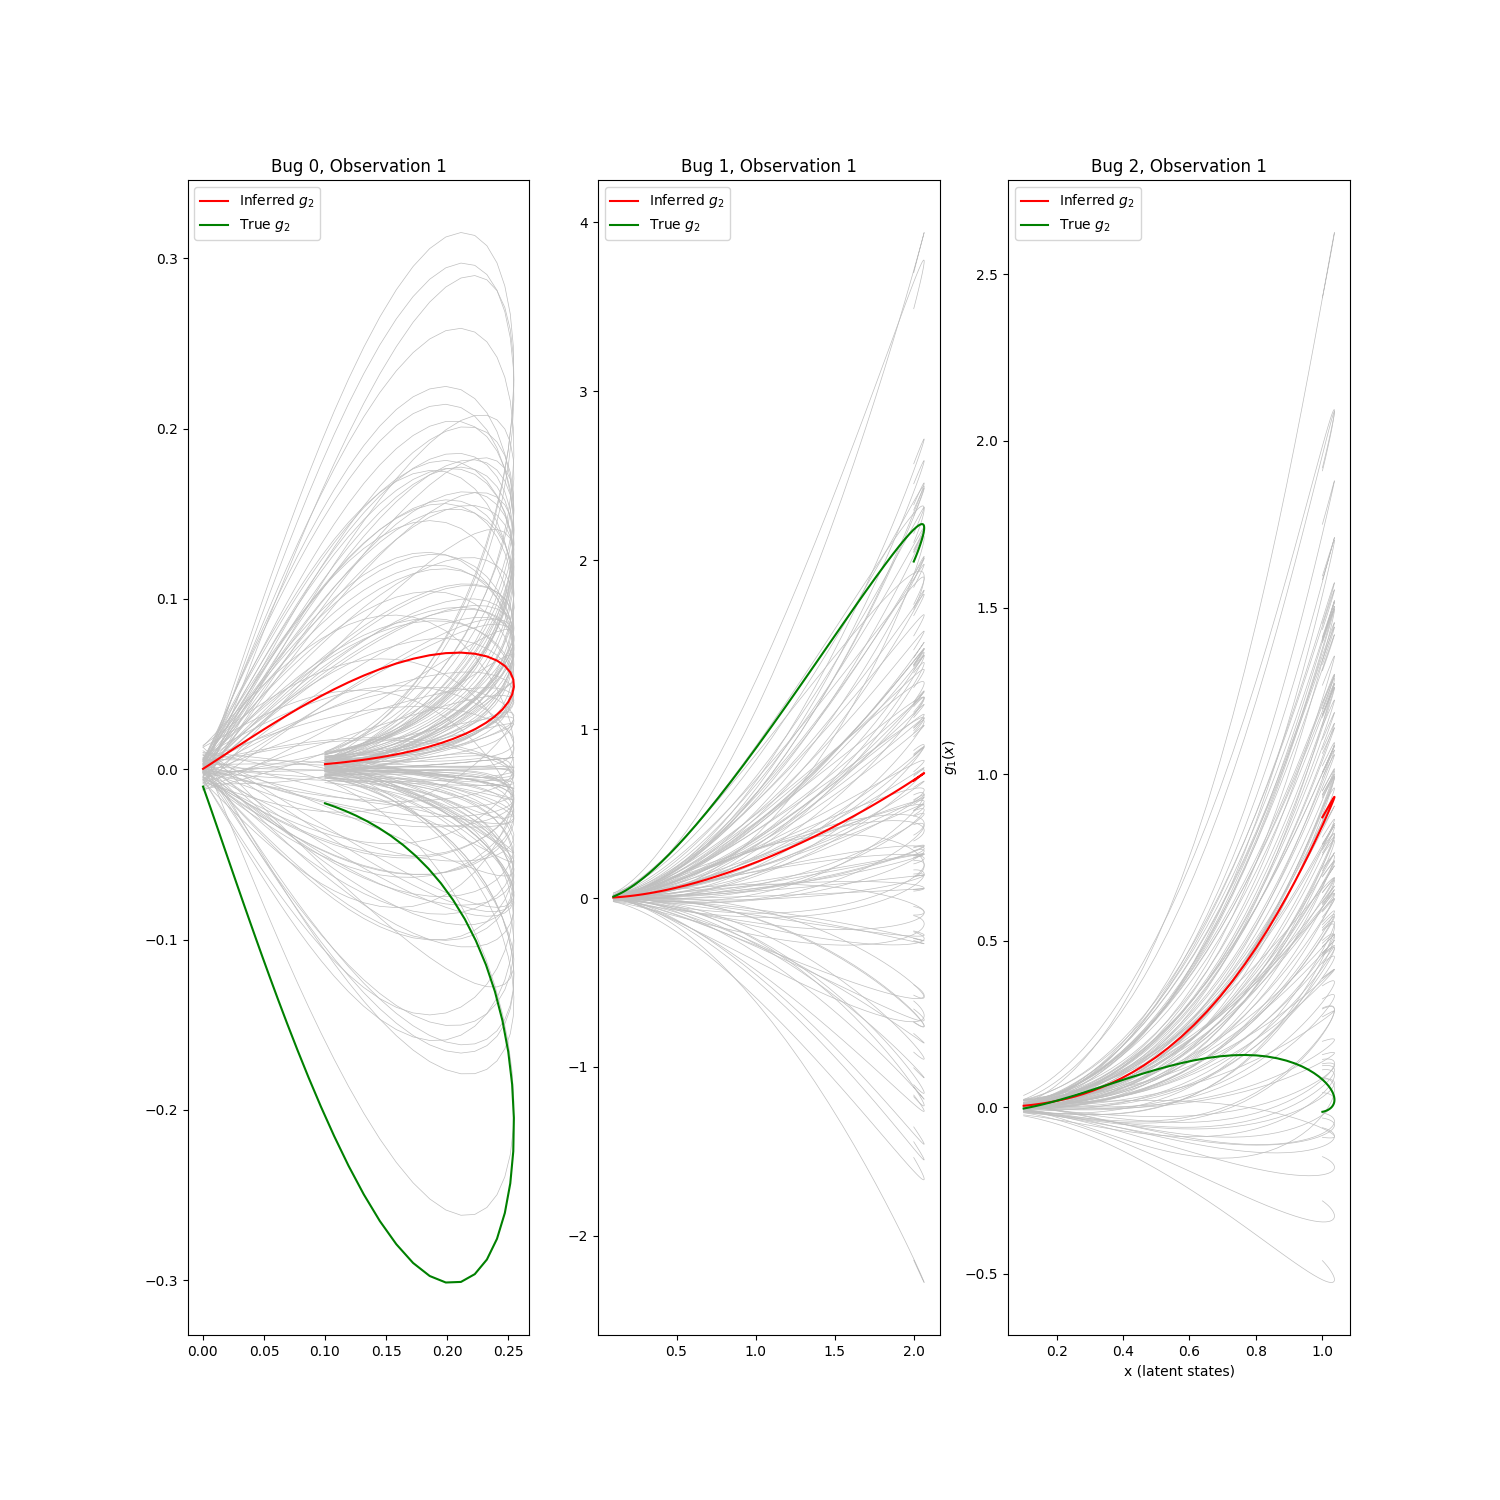 Bug 0, Observation 1
Inferred g₂
True g₂
0.3
0.2
0.1
0.0
−0.1
−0.2
−0.3
0.00 0.05 0.10 0.15 0.20 0.25
Bug 1, Observation 1
Inferred g₂
True g₂
4
3
2
1
0
−1
−2
0.5 1.0 1.5 2.0
Bug 2, Observation 1
Inferred g₂
True g₂
g₁(x)
2.5
2.0
1.5
1.0
0.5
0.0
−0.5
0.2 0.4 0.6 0.8 1.0
x (latent states)